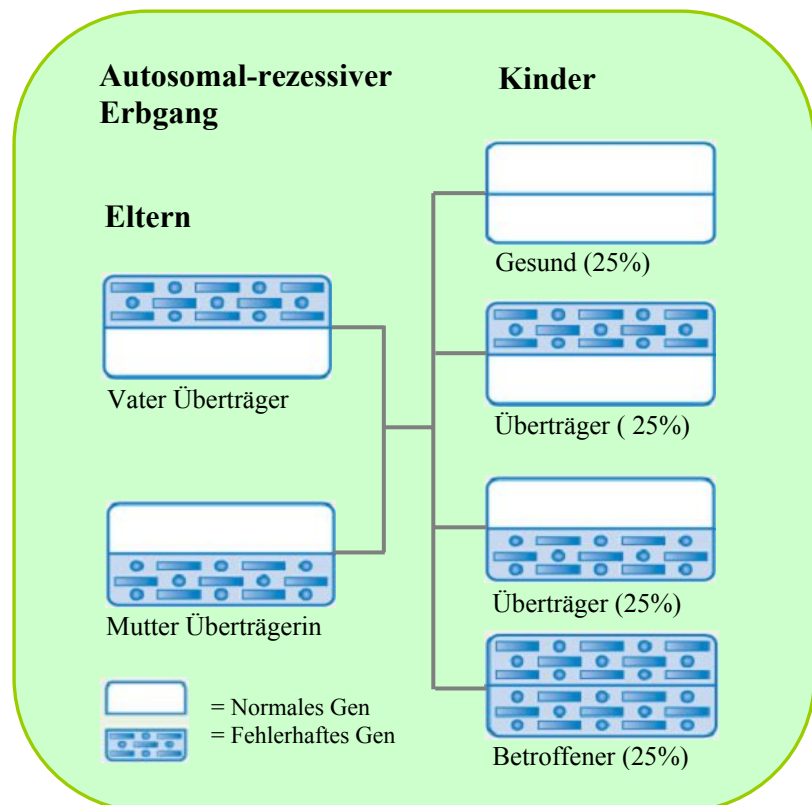 Autosomal-rezessiver
Erbgang
Eltern
Vater Überträger
Mutter Überträgerin
= Normales Gen
= Fehlerhaftes Gen
Kinder
Gesund (25%)
Überträger ( 25%)
Überträger (25%)
Betroffener (25%)